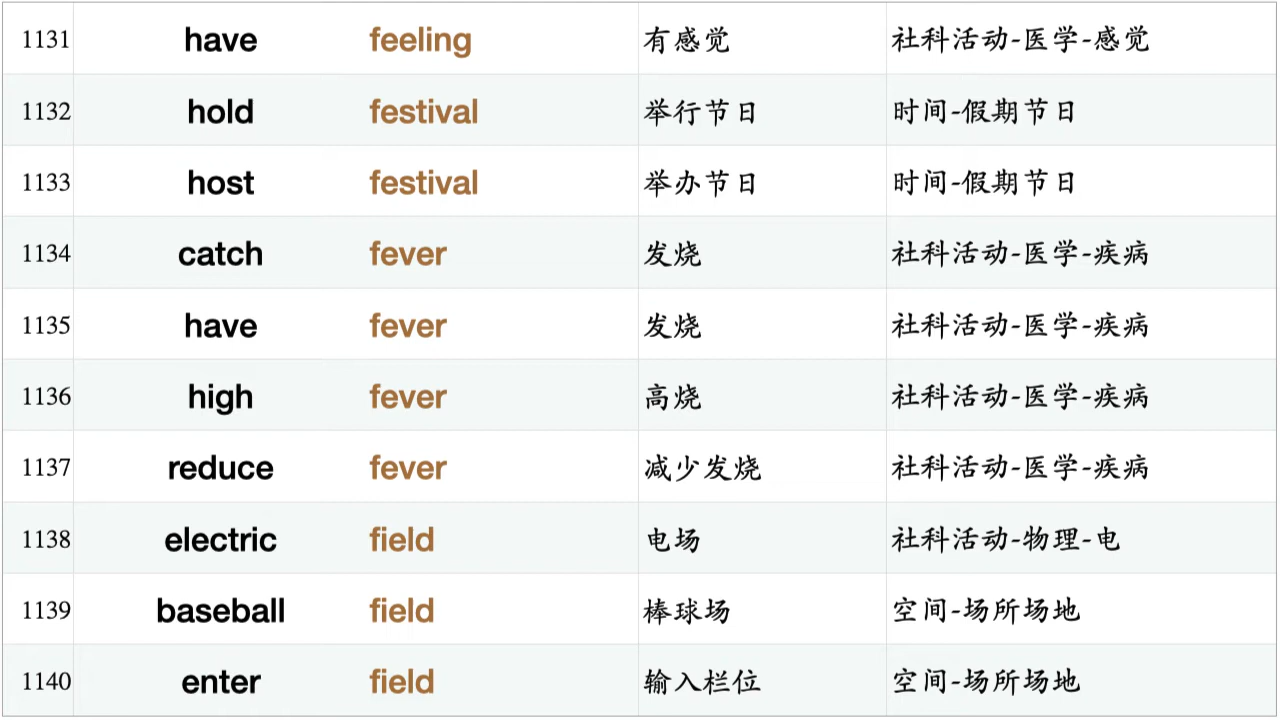 1131 have feeling 有感觉 社科活动-医学-感觉
1132 hold festival 举行节日 时间-假期节日
1133 host festival 举办节日 时间-假期节日
1134 catch fever 发烧 社科活动-医学-疾病
1135 have fever 发烧 社科活动-医学-疾病
1136 high fever 高烧 社科活动-医学-疾病
1137 reduce fever 减少发烧 社科活动-医学-疾病
1138 electric field 电场 社科活动-物理-电
1139 baseball field 棒球场 空间-场所场地
1140 enter field 输入栏位 空间-场所场地